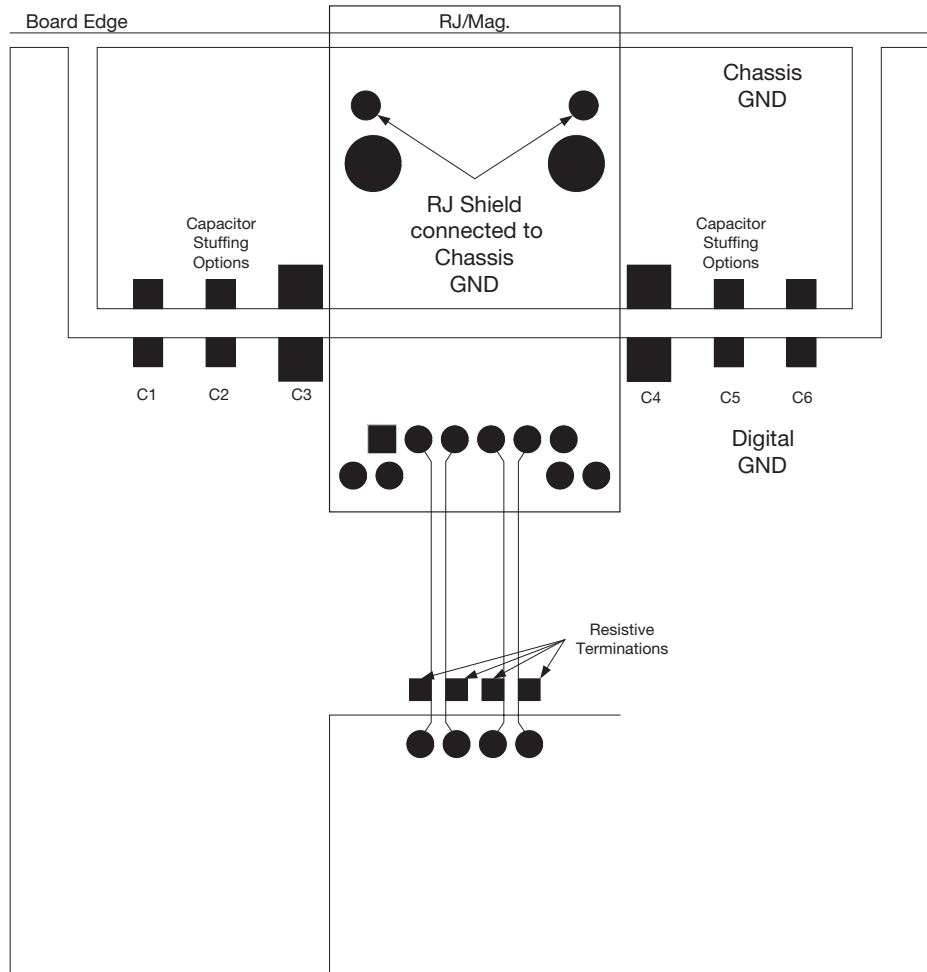 Board Edge
RJ/Mag.
Chassis
GND
RJ Shield
connected to
Chassis
GND
Capacitor
Stuffing
Options
Capacitor
Stuffing
Options
C1
C2
C3
C4
C5
C6
Digital
GND
Resistive
Terminations